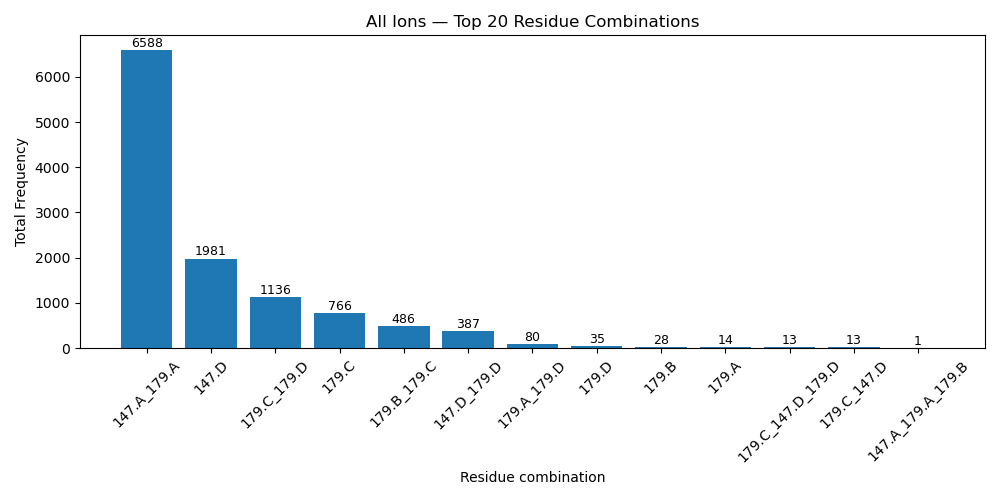 All Ions — Top 20 Residue Combinations
Total Frequency
6000
5000
4000
3000
2000
1000
0
6588
1981
1136
766
486
387
80
35
28
14
13
13
1
147.A_179.A
147.D
179.C_179.D
179.C
179.B_179.C
147.D_179.D
179.A_179.D
179.D
179.B
179.A
179.C_147.D_179.D
179.C_147.D
147.A_179.A_179.B
Residue combination